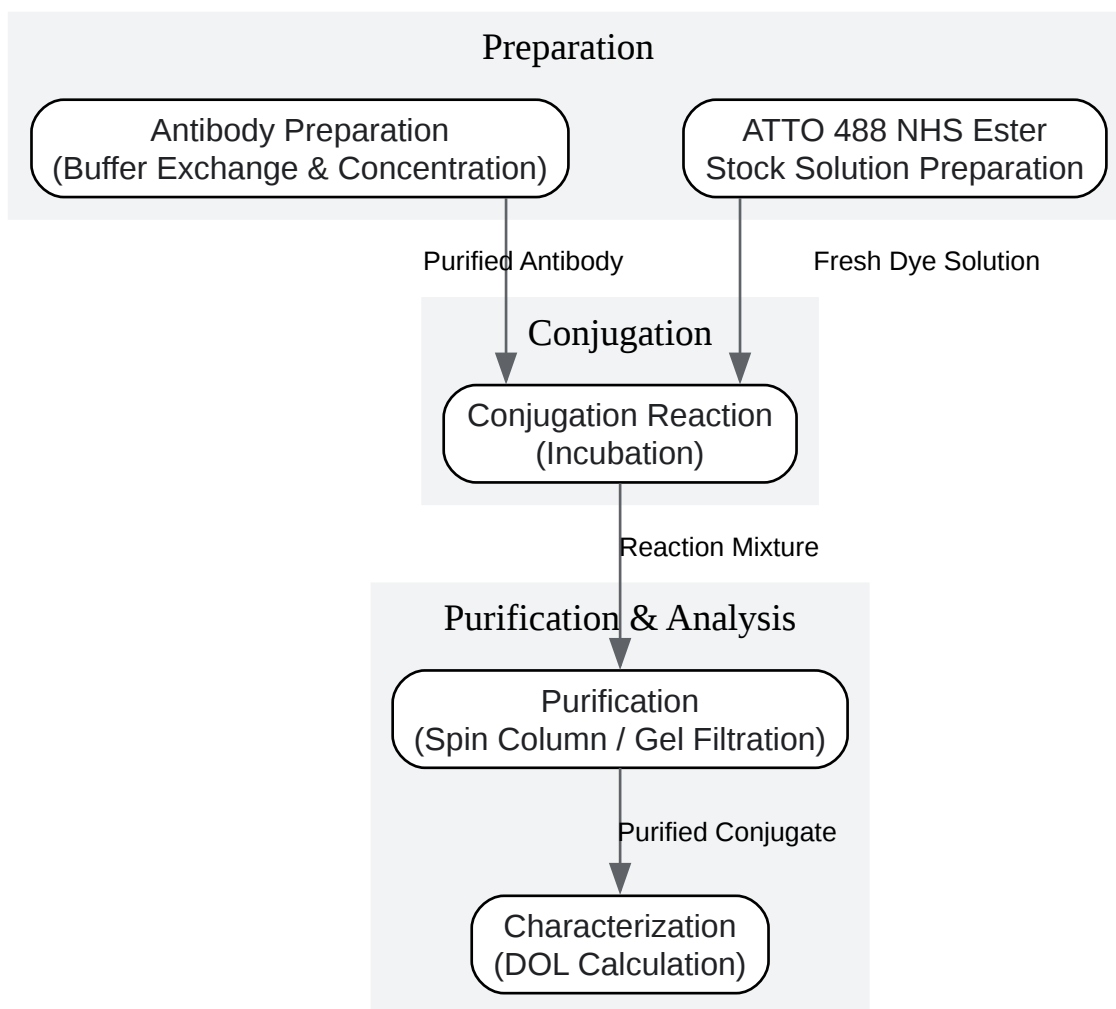 Preparation
Antibody Preparation
(Buffer Exchange & Concentration)
ATTO 488 NHS Ester
Stock Solution Preparation
Purified Antibody
Fresh Dye Solution
Conjugation
Conjugation Reaction
(Incubation)
Reaction Mixture
Purification & Analysis
Purification
(Spin Column / Gel Filtration)
Purified Conjugate
Characterization
(DOL Calculation)